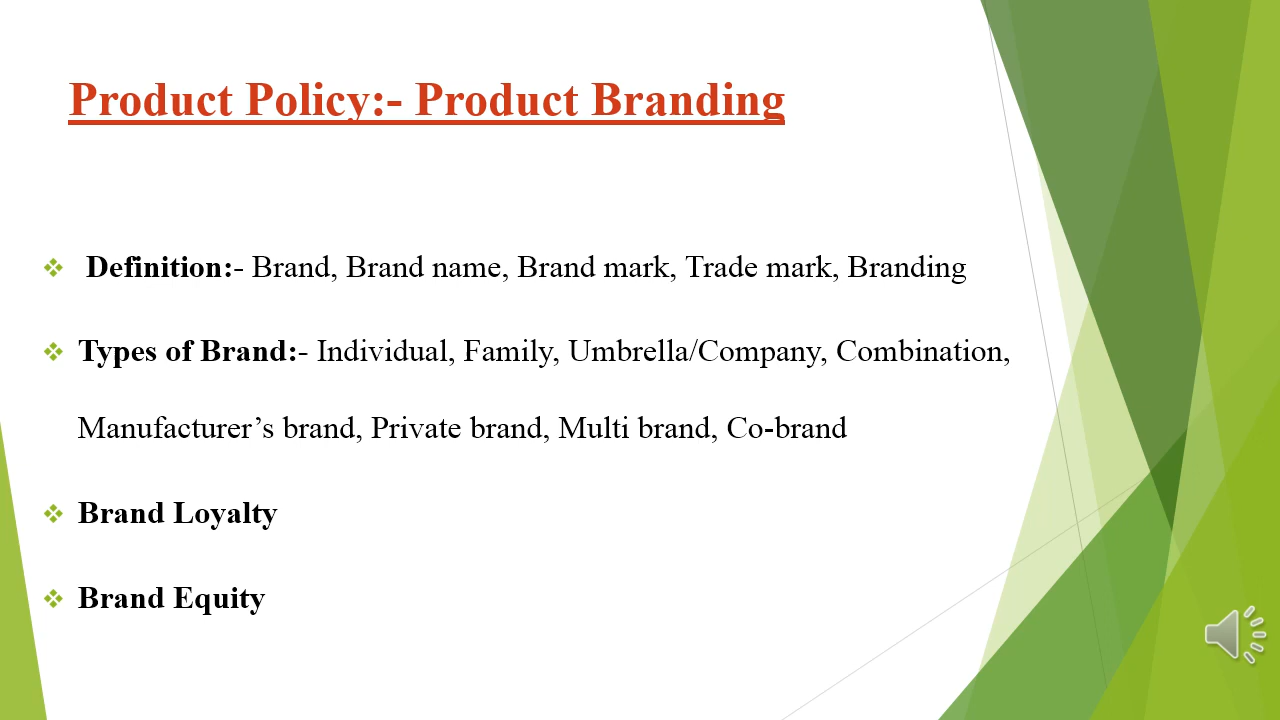 Product Policy:- Product Branding
Definition:- Brand, Brand name, Brand mark, Trade mark, Branding
Types of Brand:- Individual, Family, Umbrella/Company, Combination,
Manufacturer’s brand, Private brand, Multi brand, Co-brand
Brand Loyalty
Brand Equity